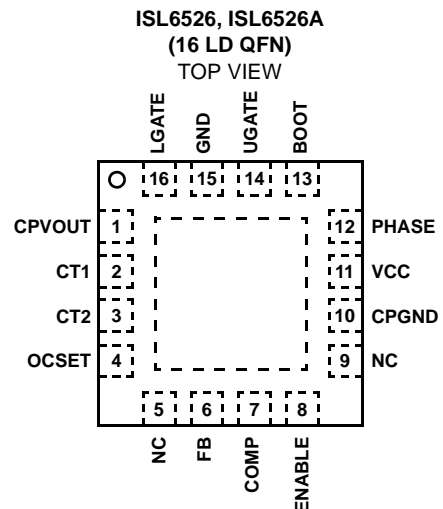 ISL6526, ISL6526A
(16 LD QFN)
TOP VIEW
LGATE
GND
UGATE
BOOT
16 15 14 13
CPVOUT 1 12 PHASE
CT1 2 11 VCC
CT2 3 10 CPGND
OCSET 4 9 NC
5 6 7 8
NC
FB
COMP
ENABLE